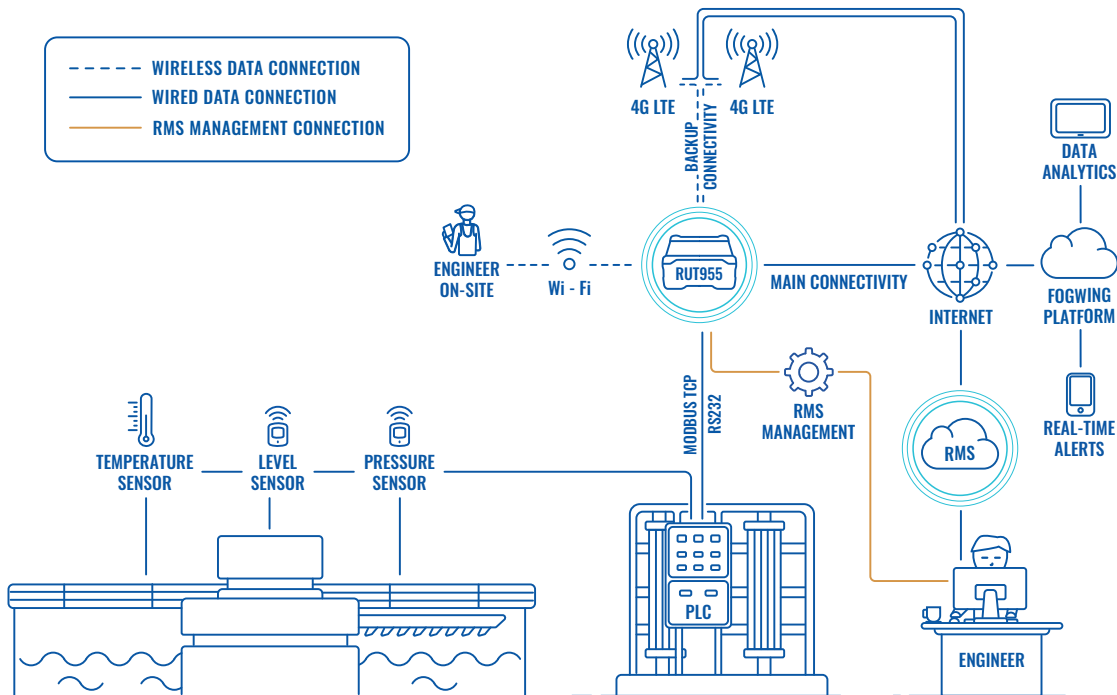 WIRELESS DATA CONNECTION
WIRED DATA CONNECTION
RMS MANAGEMENT CONNECTION
4G LTE
4G LTE
BACKUP
CONNECTIVITY
DATA
ANALYTICS
ENGINEER
ON-SITE
Wi - Fi
RUT955
MAIN CONNECTIVITY
INTERNET
FOGWING
PLATFORM
MODBUS TCP
RS232
RMS
MANAGEMENT
RMS
REAL-TIME
ALERTS
TEMPERATURE
SENSOR
LEVEL
SENSOR
PRESSURE
SENSOR
PLC
ENGINEER